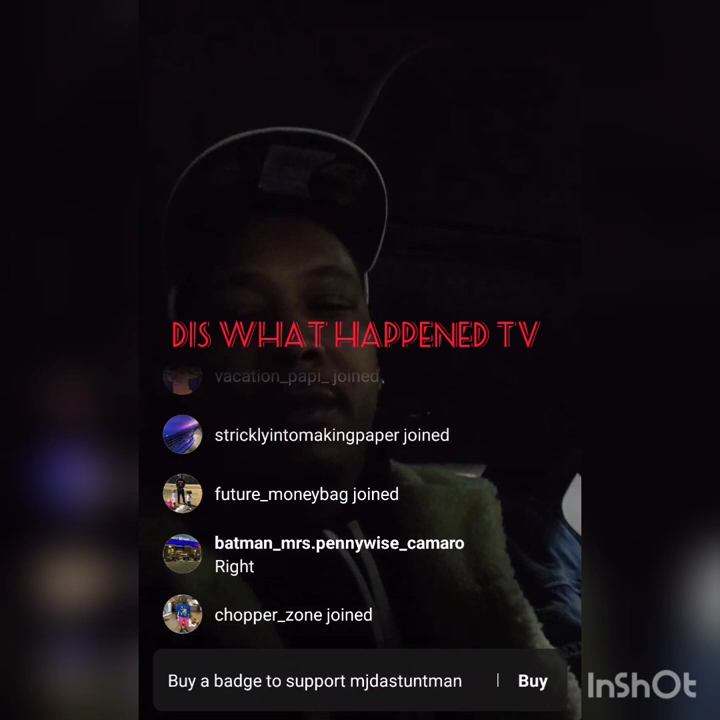 DIS WHAT HAPPENED TV
vacation_papi_ joined
stricklyintomakingpaper joined
future_moneybag joined
batman_mrs.pennywise_camaro
Right
chopper_zone joined
Buy a badge to support mjdastuntman | Buy
InShOt